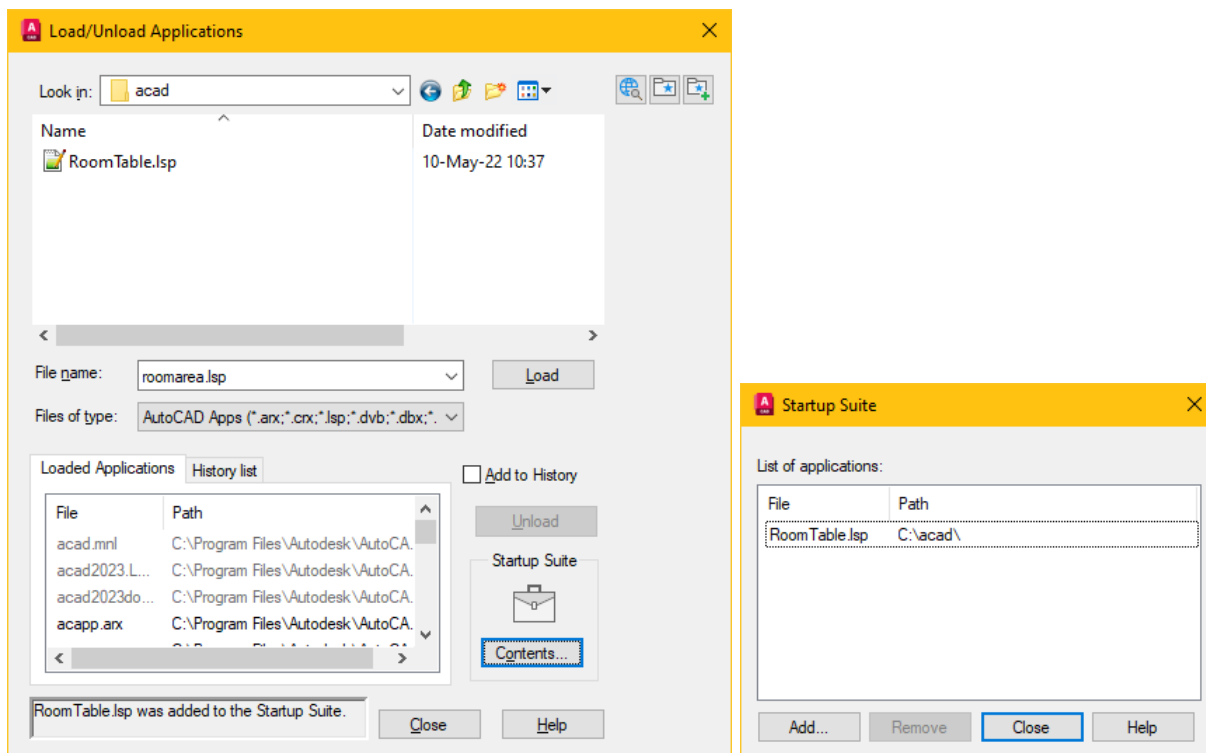 Load/Unload Applications
Look in: acad
Name Date modified
RoomTable.lsp 10-May-22 10:37
File name: roomarea.lsp Load
Files of type: AutoCAD Apps (*.arx;*.crx;*.lsp;*.dvb;*.dbx;*.
Loaded Applications History list
Add to History
File Path
acad.mnl C:\Program Files\Autodesk\AutoCA.
acad2023.L... C:\Program Files\Autodesk\AutoCA.
acad2023do... C:\Program Files\Autodesk\AutoCA.
acapp.arx C:\Program Files\Autodesk\AutoCA.
Unload
Startup Suite
Contents...
RoomTable.lsp was added to the Startup Suite.
Close Help
Startup Suite
List of applications:
File Path
RoomTable.lsp C:\acad\
Add... Remove Close Help